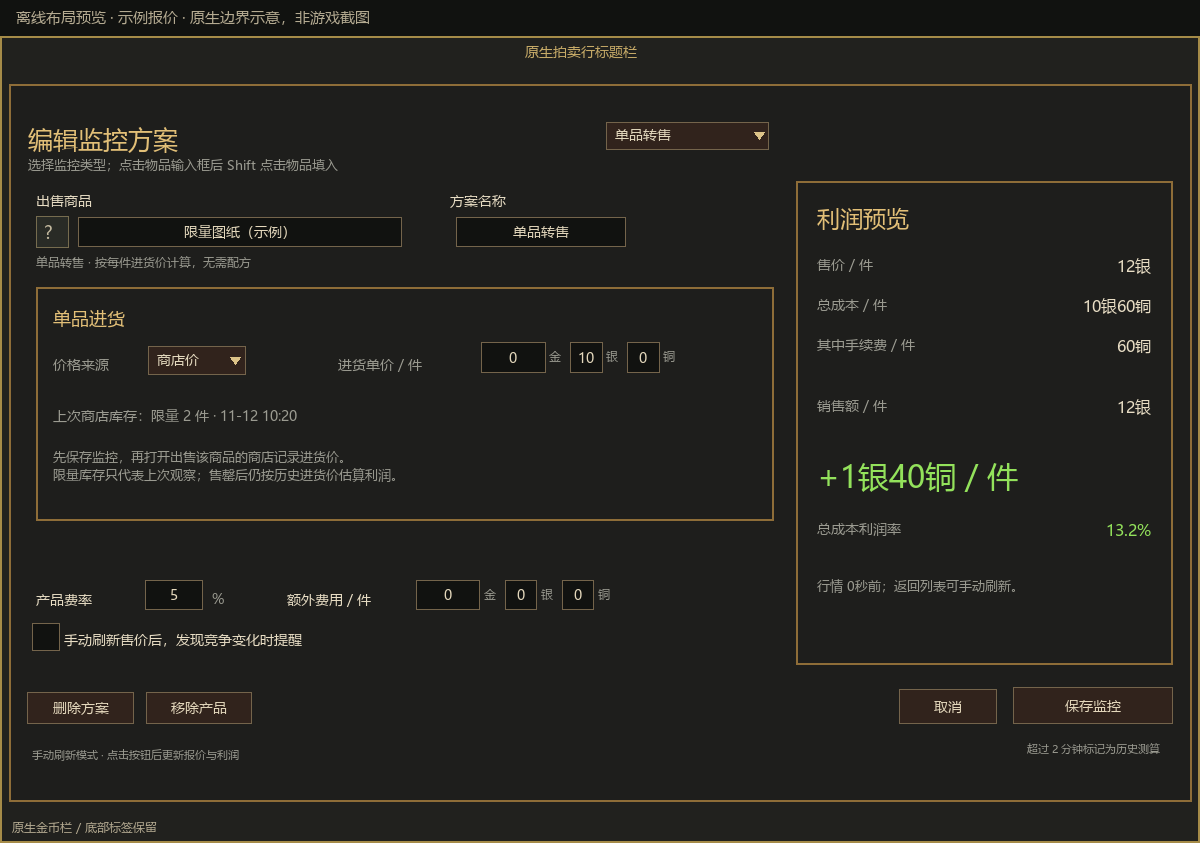 离线布局预览 · 示例报价 · 原生边界示意，非游戏截图
原生拍卖行标题栏
编辑监控方案
单品转售
选择监控类型；点击物品输入框后 Shift 点击物品填入
出售商品
方案名称
?
限量图纸（示例）
单品转售
单品转售 · 按每件进货价计算，无需配方
单品进货
价格来源
商店价
进货单价 / 件
0 金 10 银 0 铜
上次商店库存：限量 2 件 · 11-12 10:20
先保存监控，再打开出售该商品的商店记录进货价。
限量库存只代表上次观察；售罄后仍按历史进货价估算利润。
利润预览
售价 / 件 12银
总成本 / 件 10银60铜
其中手续费 / 件 60铜
销售额 / 件 12银
+1银40铜 / 件
总成本利润率 13.2%
行情 0秒前；返回列表可手动刷新。
产品费率 5 %
额外费用 / 件 0 金 0 银 0 铜
手动刷新售价后，发现竞争变化时提醒
删除方案
移除产品
取消
保存监控
手动刷新模式 · 点击按钮后更新报价与利润
超过 2 分钟标记为历史测算
原生金币栏 / 底部标签保留